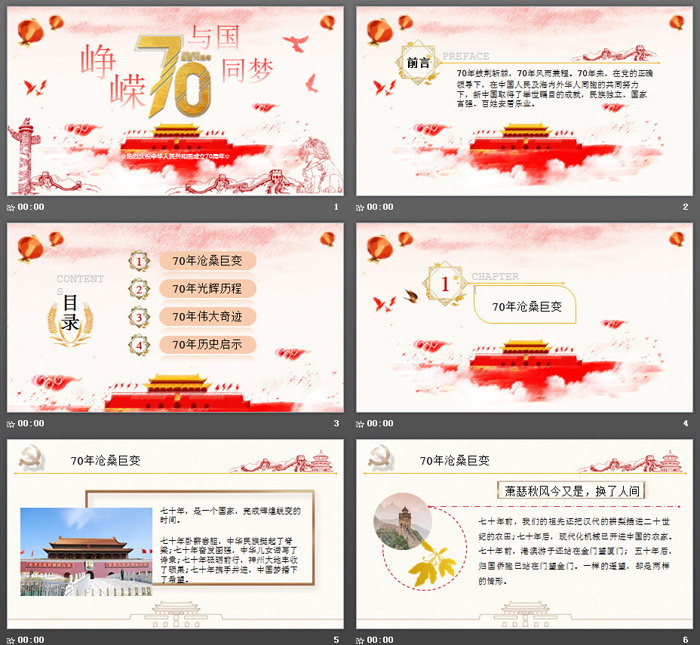 峥嵘
70
与国同梦
☆热烈庆祝中华人民共和国成立70周年☆
00:00
1
前言
PREFACE
70年披荆斩棘，70年风雨兼程。70年来，在党的正确
领导下，在中国人民及海内外华人同胞的共同努力
下，新中国取得了举世瞩目的成就，民族独立、国家
富强、百姓安居乐业。
00:00
2
CONTENT
S
目录
1
70年沧桑巨变
2
70年光辉历程
3
70年伟大奇迹
4
70年历史启示
00:00
3
1
CHAPTER
70年沧桑巨变
00:00
4
70年沧桑巨变
七十年，是一个国家，完成辉煌蜕变的
时间。
七十年卧薪尝胆，中华民族挺起了脊
梁；七十年奋发图强，中华儿女谱写了
诗章；七十年砥砺前行，神州大地丰收
了硕果；七十年携手并进，中国梦播下
了希望。
00:00
5
70年沧桑巨变
萧瑟秋风今又是，换了人间
七十年前，我们的祖先还把汉代的耕犁插进二十世
纪的农田；七十年后，现代化机械已开进中国的农家。
七十年前，港澳游子还站在金门望厦门；五十年后，
归国侨胞已站在门望金门。一样的遥望，却是两样
的情形。
00:00
6